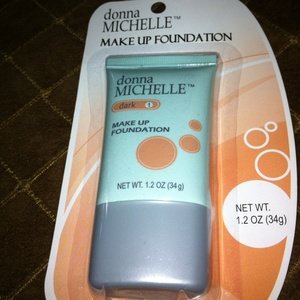 donna
MICHELLE™
MAKE UP FOUNDATION
donna
MICHELLE™
dark 1
MAKE UP
FOUNDATION
NET WT. 1.2 OZ (34g)
NET WT.
1.2 OZ (34g)